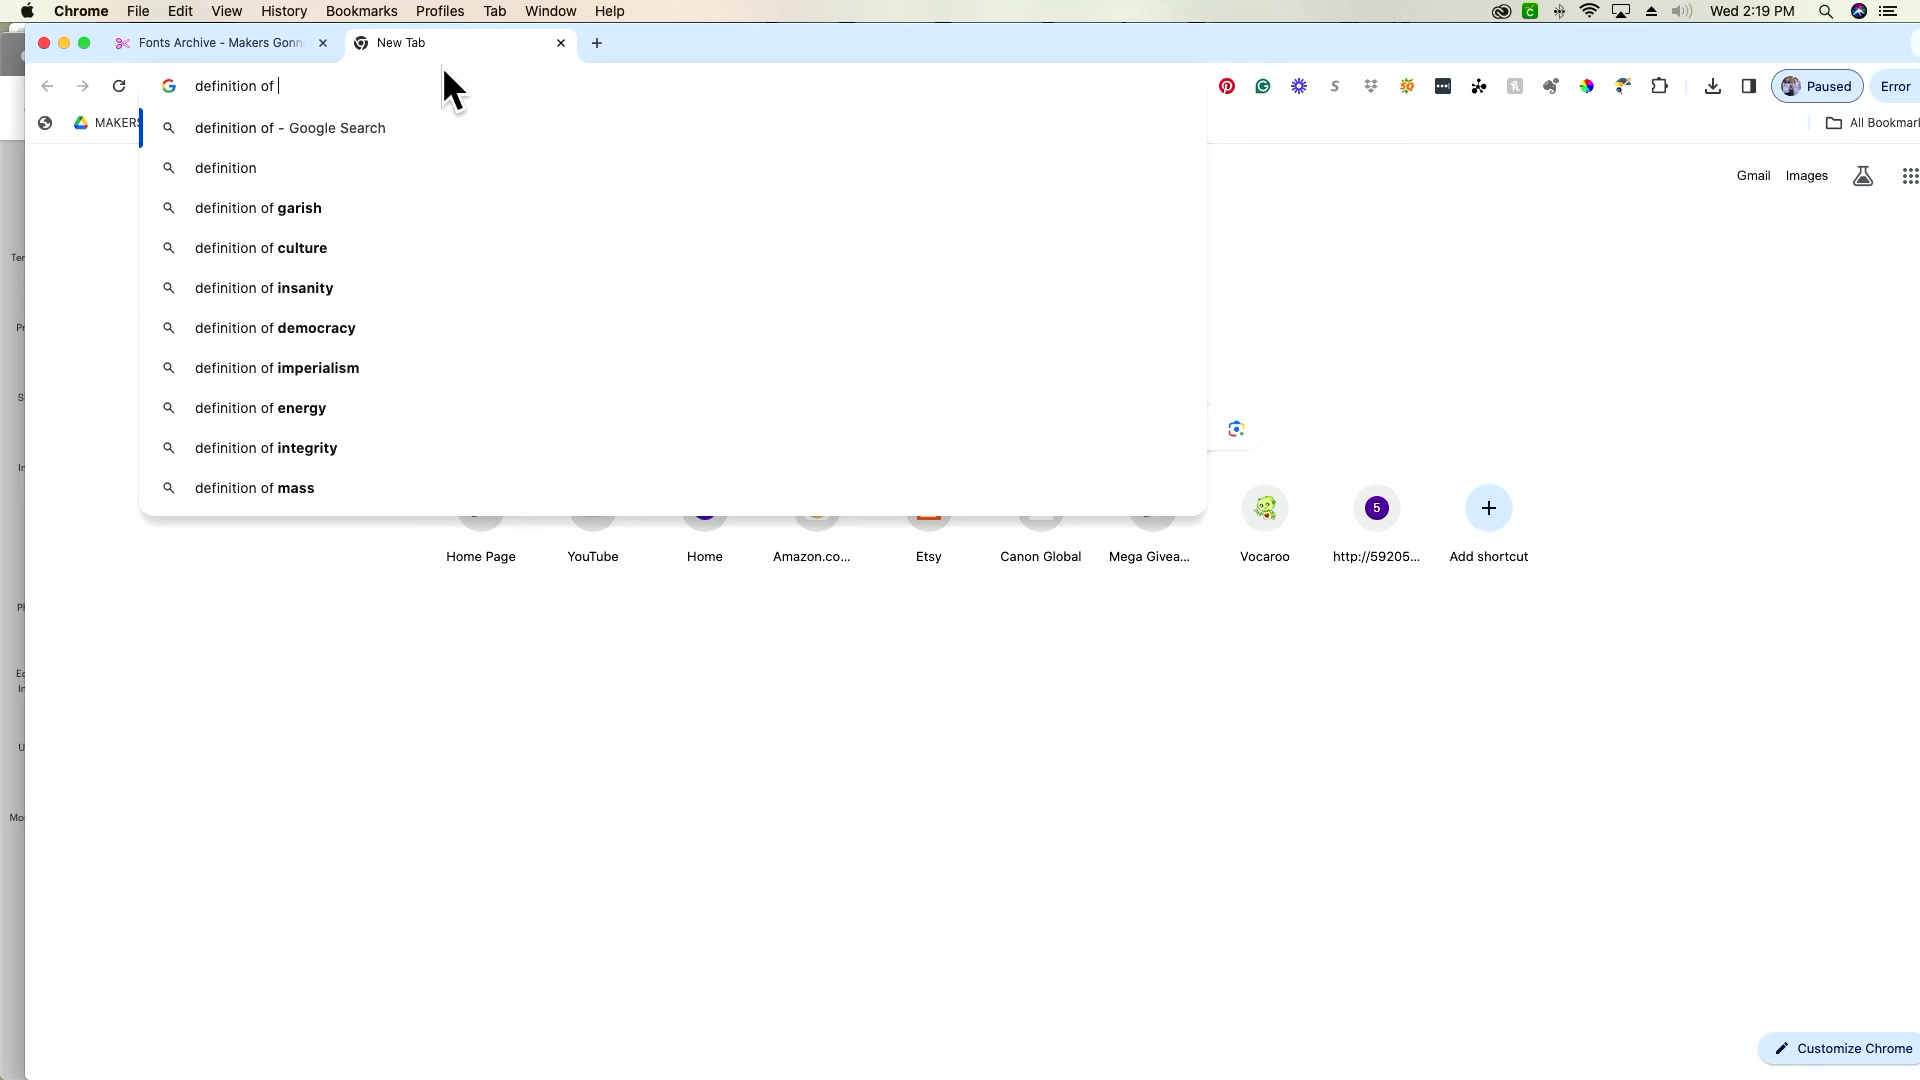 Chrome File Edit View History Bookmarks Profiles Tab Window Help Wed 2:19 PM
Fonts Archive - Makers Gonn
New Tab
definition of
Paused
Error
MAKERS
All Bookmark
definition of - Google Search
definition
definition of garish
definition of culture
definition of insanity
definition of democracy
definition of imperialism
definition of energy
definition of integrity
definition of mass
Gmail Images
5
Home Page YouTube Home Amazon.co... Etsy Canon Global Mega Givea... Vocaroo http://59205... Add shortcut
Customize Chrome